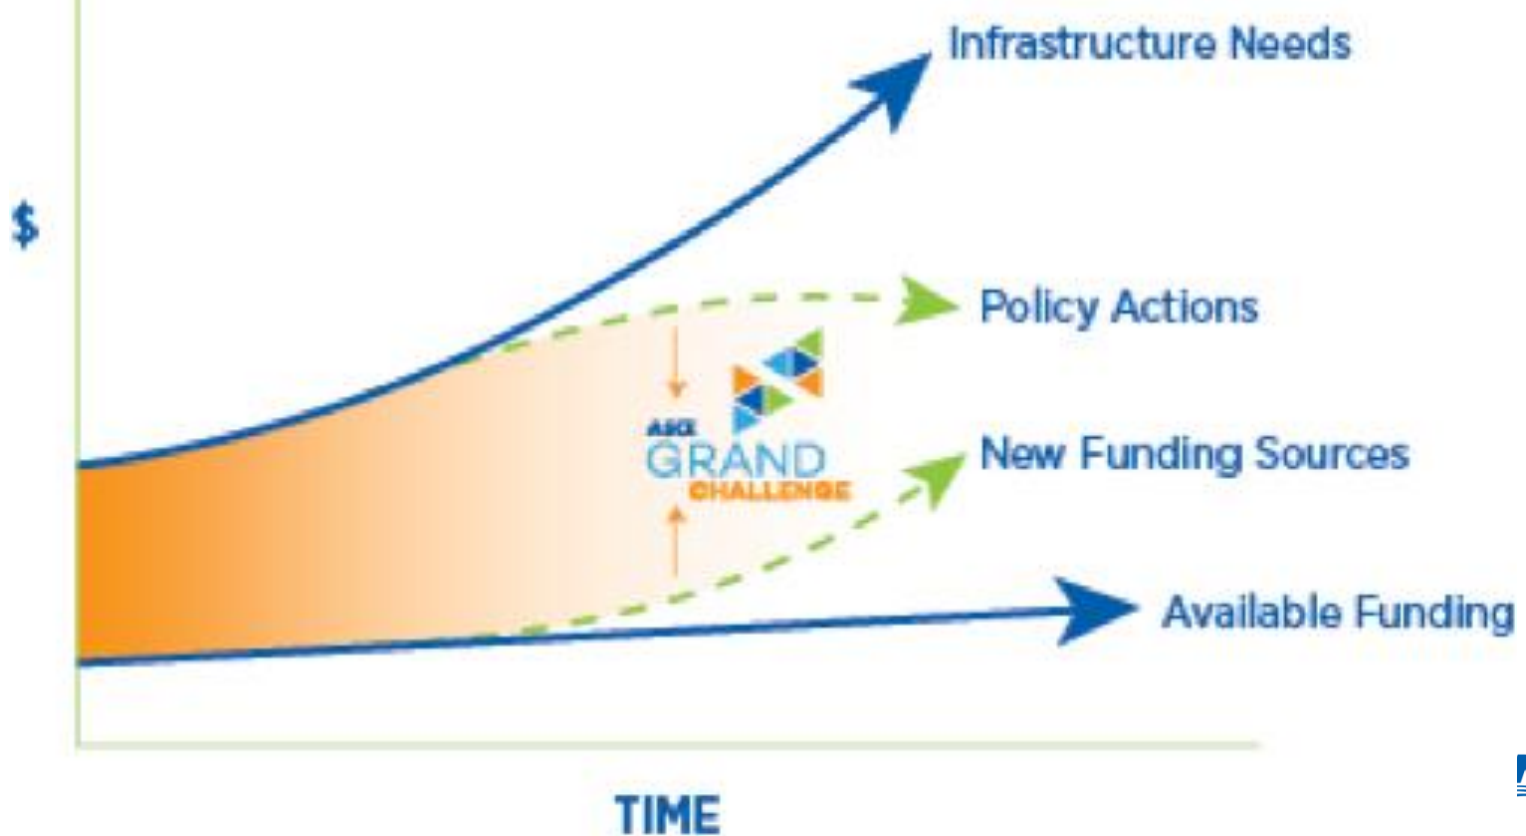 Infrastructure Needs
$
Policy Actions
ASCE
GRAND
CHALLENGE
New Funding Sources
Available Funding
TIME